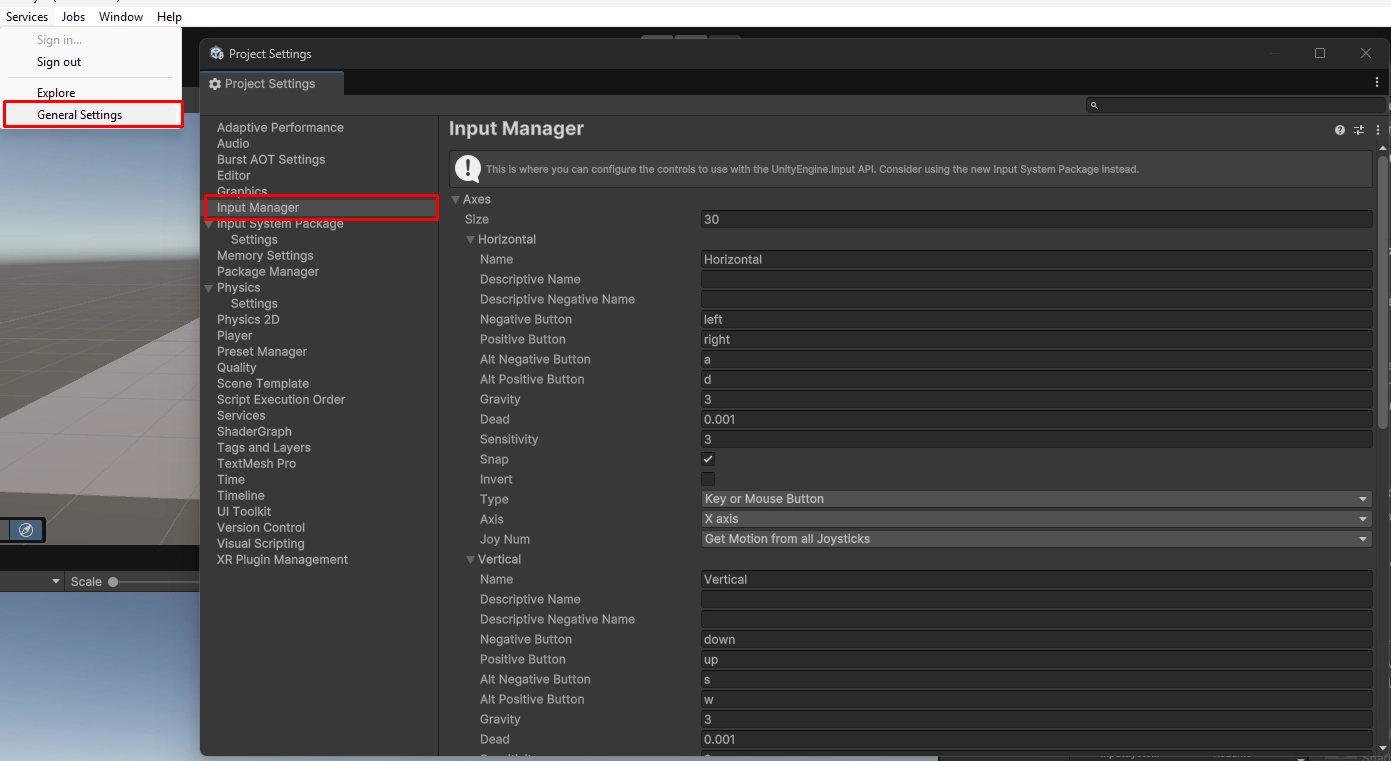 Services Jobs Window Help
Sign in...
Sign out
Explore
General Settings
Project Settings
Project Settings
Adaptive Performance
Audio
Burst AOT Settings
Editor
Graphics
Input Manager
Input System Package
Settings
Memory Settings
Package Manager
Physics
Settings
Physics 2D
Player
Preset Manager
Quality
Scene Template
Script Execution Order
Services
ShaderGraph
Tags and Layers
TextMesh Pro
Time
Timeline
UI Toolkit
Version Control
Visual Scripting
XR Plugin Management
Scale
Input Manager
This is where you can configure the controls to use with the UnityEngine.Input API. Consider using the new Input System Package instead.
Axes
Size 30
Horizontal
Name Horizontal
Descriptive Name
Descriptive Negative Name
Negative Button left
Positive Button right
Alt Negative Button a
Alt Positive Button d
Gravity 3
Dead 0.001
Sensitivity 3
Snap
Invert
Type Key or Mouse Button
Axis X axis
Joy Num Get Motion from all Joysticks
Vertical
Name Vertical
Descriptive Name
Descriptive Negative Name
Negative Button down
Positive Button up
Alt Negative Button s
Alt Positive Button w
Gravity 3
Dead 0.001